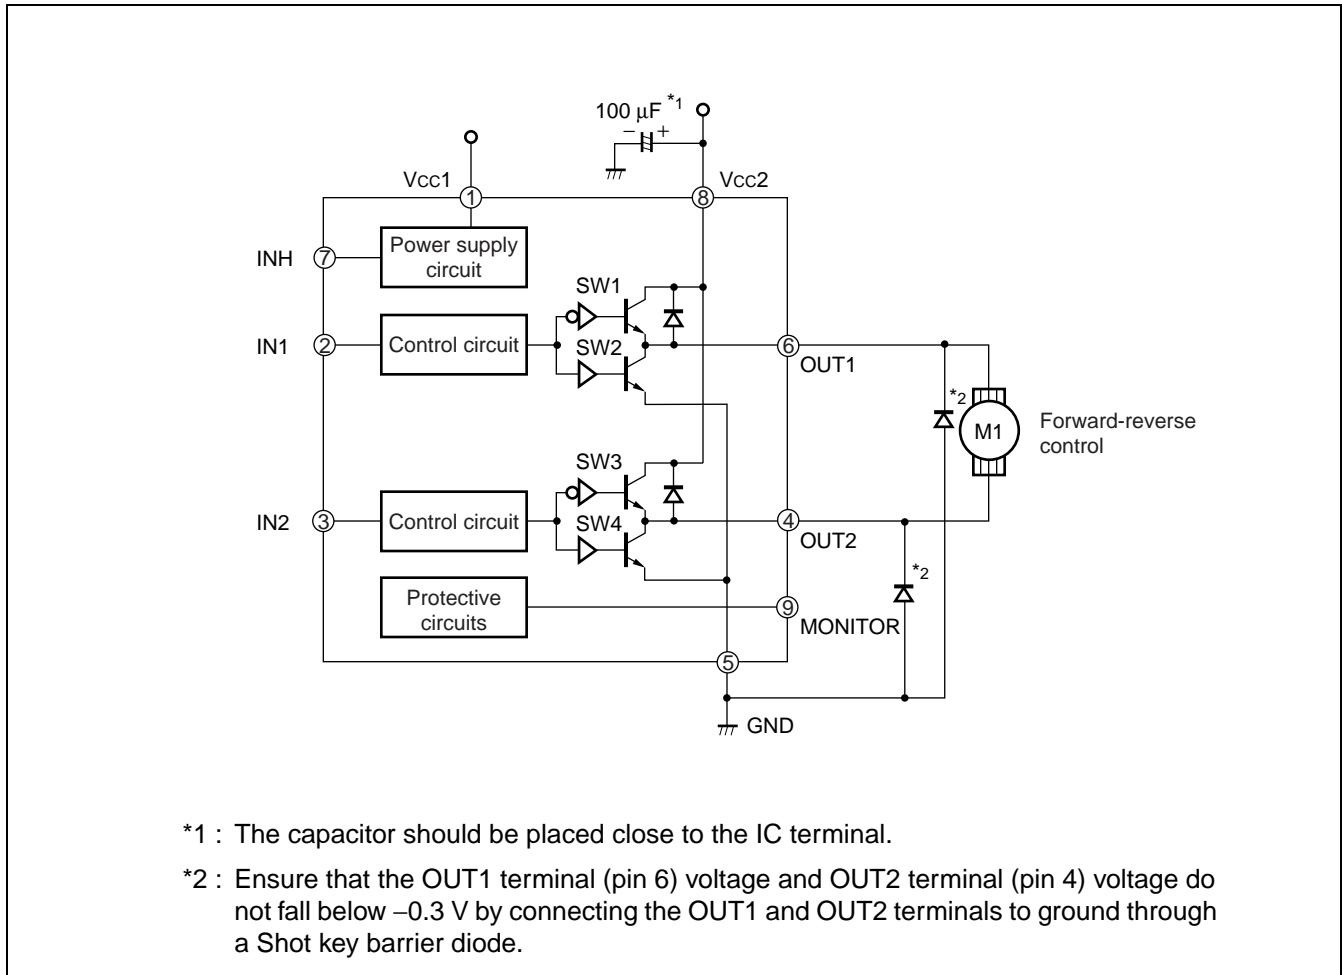 100 μF *1
− +
Vcc1 1
8 Vcc2
INH 7
Power supply
circuit
SW1
IN1 2
Control circuit
SW2
6
OUT1
*2
M1
Forward-reverse
control
SW3
IN2 3
Control circuit
SW4
4
OUT2
*2
Protective
circuits
9
MONITOR
5
GND
*1 : The capacitor should be placed close to the IC terminal.
*2 : Ensure that the OUT1 terminal (pin 6) voltage and OUT2 terminal (pin 4) voltage do
not fall below −0.3 V by connecting the OUT1 and OUT2 terminals to ground through
a Shot key barrier diode.